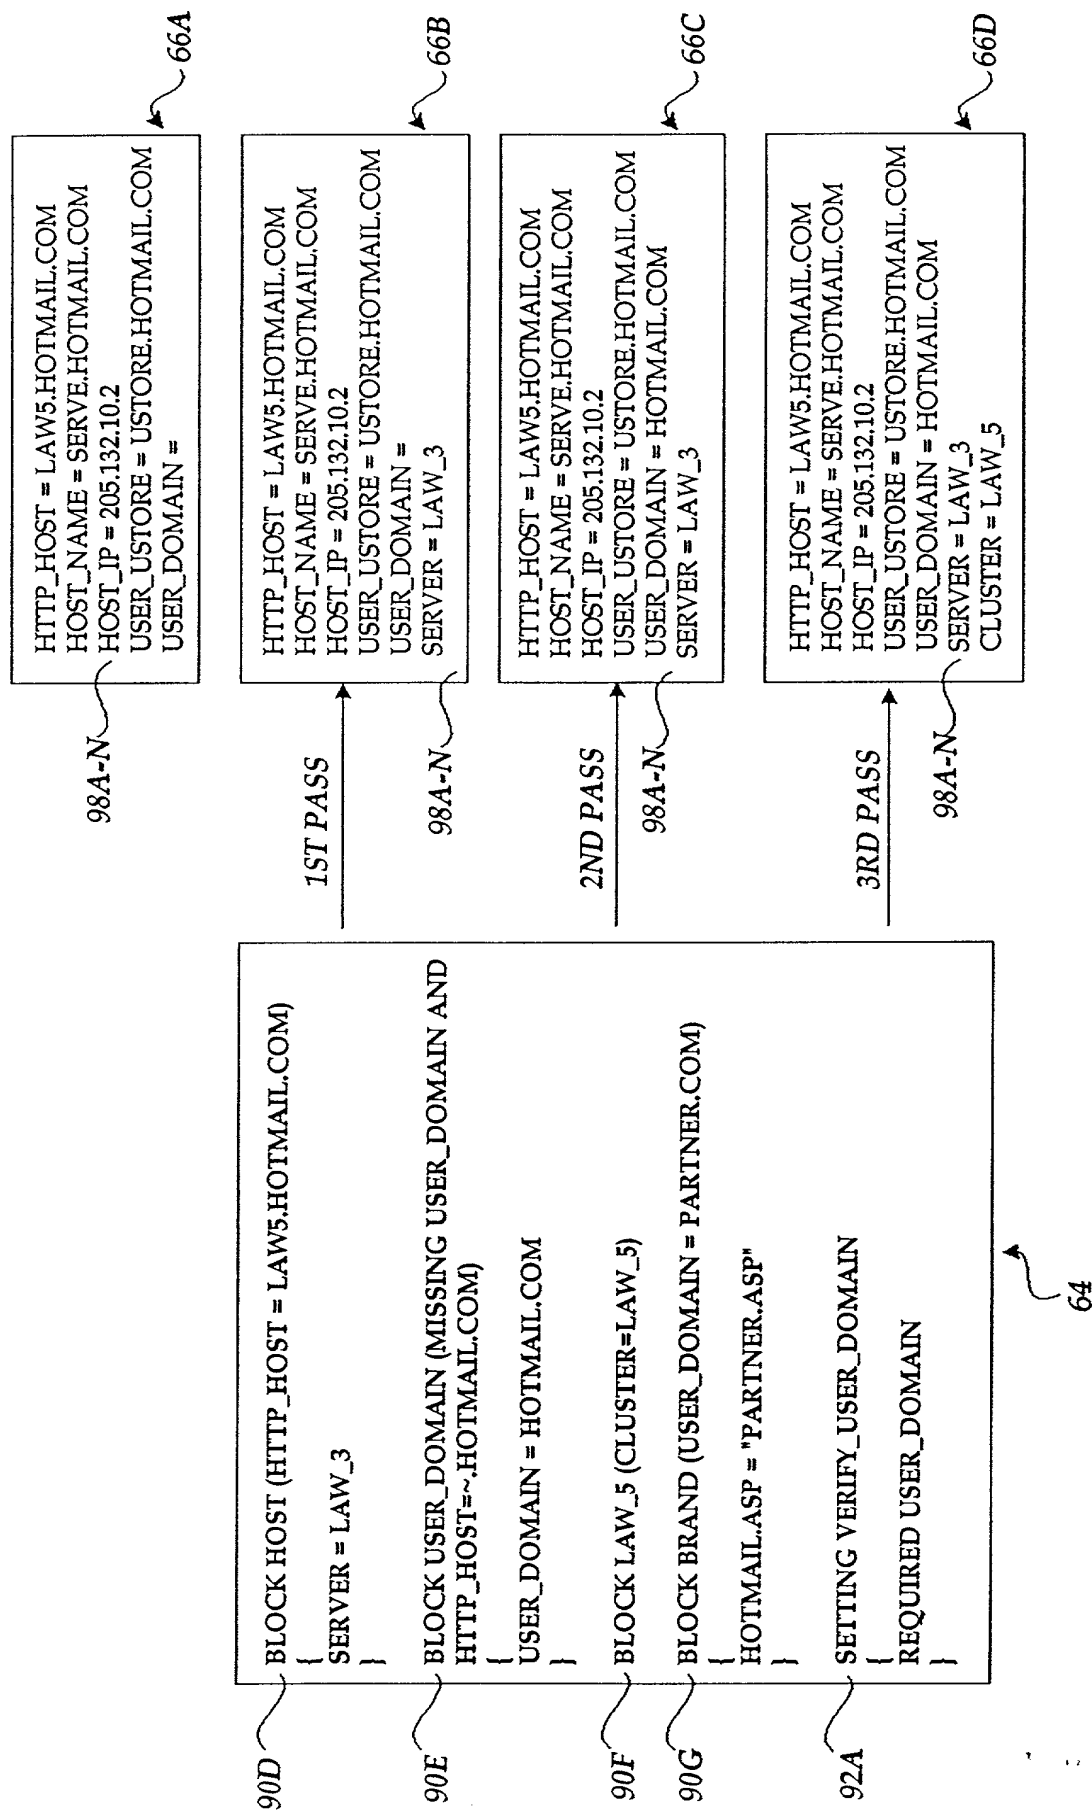 90D
BLOCK HOST (HTTP_HOST = LAW5.HOTMAIL.COM)
{
SERVER = LAW_3
}
90E
BLOCK USER_DOMAIN (MISSING USER_DOMAIN AND
HTTP_HOST=~.HOTMAIL.COM)
{
USER_DOMAIN = HOTMAIL.COM
}
90F
BLOCK LAW_5 (CLUSTER=LAW_5)
90G
BLOCK BRAND (USER_DOMAIN = PARTNER.COM)
{
HOTMAIL.ASP = "PARTNER.ASP"
}
92A
SETTING VERIFY_USER_DOMAIN
{
REQUIRED USER_DOMAIN
}
64
98A-N
HTTP_HOST = LAW5.HOTMAIL.COM
HOST_NAME = SERVE.HOTMAIL.COM
HOST_IP = 205.132.10.2
USER_USTORE = USTORE.HOTMAIL.COM
USER_DOMAIN =
66A
1ST PASS
98A-N
HTTP_HOST = LAW5.HOTMAIL.COM
HOST_NAME = SERVE.HOTMAIL.COM
HOST_IP = 205.132.10.2
USER_USTORE = USTORE.HOTMAIL.COM
USER_DOMAIN =
SERVER = LAW_3
66B
2ND PASS
98A-N
HTTP_HOST = LAW5.HOTMAIL.COM
HOST_NAME = SERVE.HOTMAIL.COM
HOST_IP = 205.132.10.2
USER_USTORE = USTORE.HOTMAIL.COM
USER_DOMAIN = HOTMAIL.COM
SERVER = LAW_3
66C
3RD PASS
98A-N
HTTP_HOST = LAW5.HOTMAIL.COM
HOST_NAME = SERVE.HOTMAIL.COM
HOST_IP = 205.132.10.2
USER_USTORE = USTORE.HOTMAIL.COM
USER_DOMAIN = HOTMAIL.COM
SERVER = LAW_3
CLUSTER = LAW_5
66D